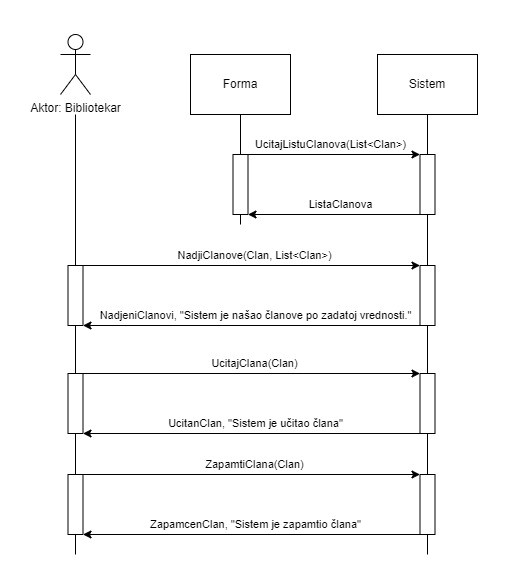 Aktor: Bibliotekar
Forma
Sistem
UcitajListuClanova(List<Clan>)
ListaClanova
NadjiClanove(Clan, List<Clan>)
NadjeniClanovi, "Sistem je našao članove po zadatoj vrednosti."
UcitajClana(Clan)
UcitanClan, "Sistem je učitao člana"
ZapamtiClana(Clan)
ZapamcenClan, "Sistem je zapamtio člana"